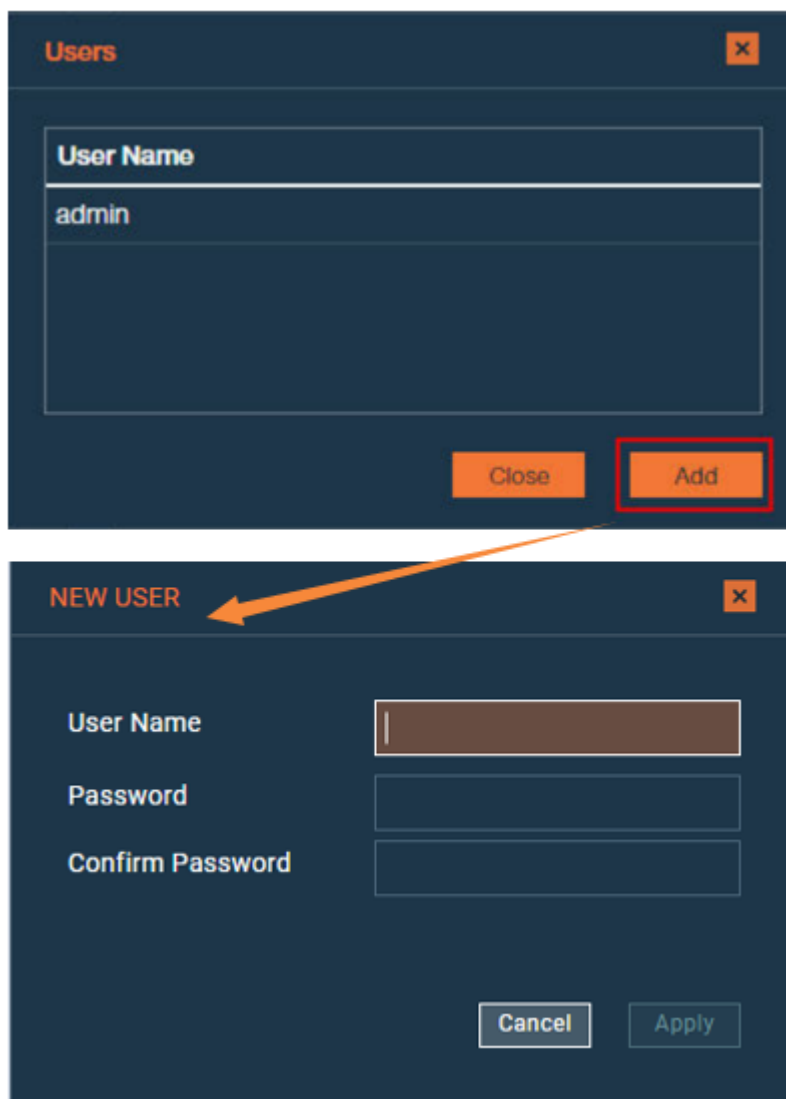 Users
User Name
admin
Close Add
NEW USER
User Name
Password
Confirm Password
Cancel Apply